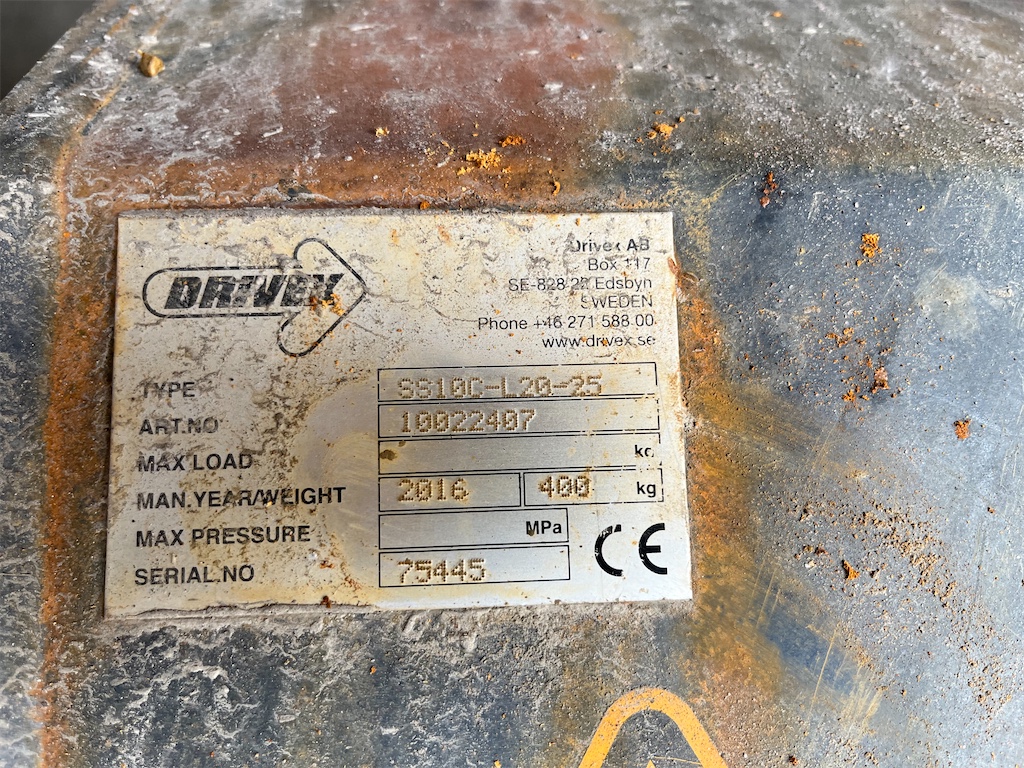 DRIVEX
Drivex AB
Box 117
SE-828 22 Edsbyn
SWEDEN
Phone +46 271 588 00
www.drivex.se
TYPE SS10C-L20-25
ART.NO 10022407
MAX LOAD kg
MAN.YEAR/WEIGHT 2016 400 kg
MAX PRESSURE MPa
SERIAL.NO 75445
CE